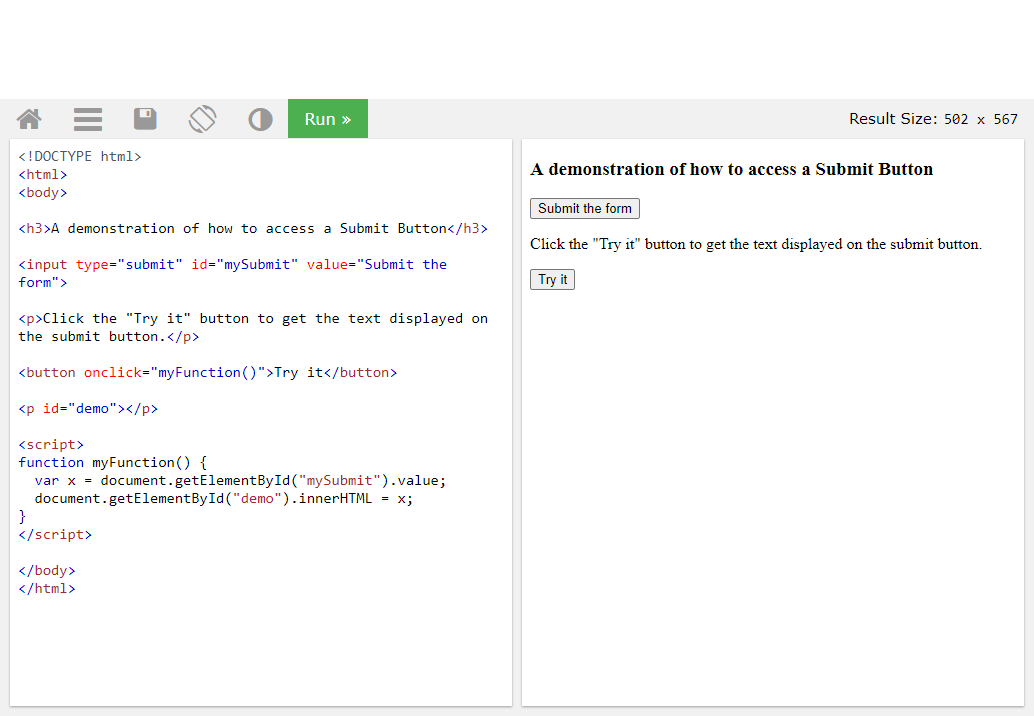 Run »
Result Size: 502 x 567
<!DOCTYPE html>
<html>
<body>
<h3>A demonstration of how to access a Submit Button</h3>
<input type="submit" id="mySubmit" value="Submit the
form">
<p>Click the "Try it" button to get the text displayed on
the submit button.</p>
<button onclick="myFunction()">Try it</button>
<p id="demo"></p>
<script>
function myFunction() {
  var x = document.getElementById("mySubmit").value;
  document.getElementById("demo").innerHTML = x;
}
</script>
</body>
</html>
A demonstration of how to access a Submit Button
Submit the form
Click the "Try it" button to get the text displayed on the submit button.
Try it